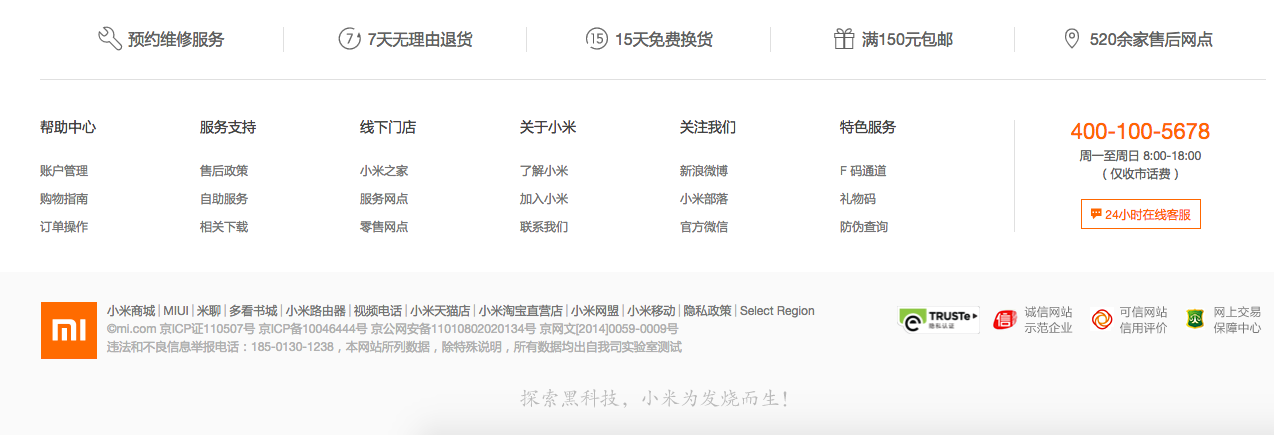 预约维修服务 7 7天无理由退货 15 15天免费换货 满150元包邮 520余家售后网点
帮助中心 服务支持 线下门店 关于小米 关注我们 特色服务 400-100-5678
周一至周日 8:00-18:00
账户管理 售后政策 小米之家 了解小米 新浪微博 F 码通道 （仅收市话费）
购物指南 自助服务 服务网点 加入小米 小米部落 礼物码
24小时在线客服
订单操作 相关下载 零售网点 联系我们 官方微信 防伪查询
小米商城 | MIUI | 米聊 | 多看书城 | 小米路由器 | 视频电话 | 小米天猫店 | 小米淘宝直营店 | 小米网盟 | 小米移动 | 隐私政策 | Select Region
mi ©mi.com 京ICP证110507号 京ICP备10046444号 京公网安备11010802020134号 京网文[2014]0059-0009号
违法和不良信息举报电话：185-0130-1238，本网站所列数据，除特殊说明，所有数据均出自我司实验室测试
TRUSTe 隐私认证 信 诚信网站 可信网站 网上交易
示范企业 信用评价 保障中心
探索黑科技，小米为发烧而生！